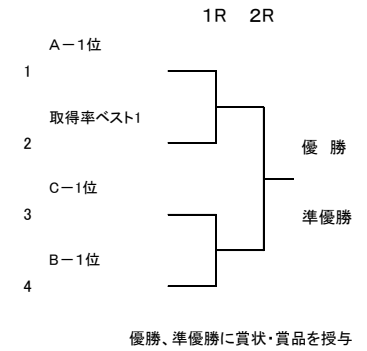 1R 2R
A－1位
1
取得率ベスト1
2
C－1位
3
B－1位
4
優 勝
準優勝
優勝、準優勝に賞状・賞品を授与